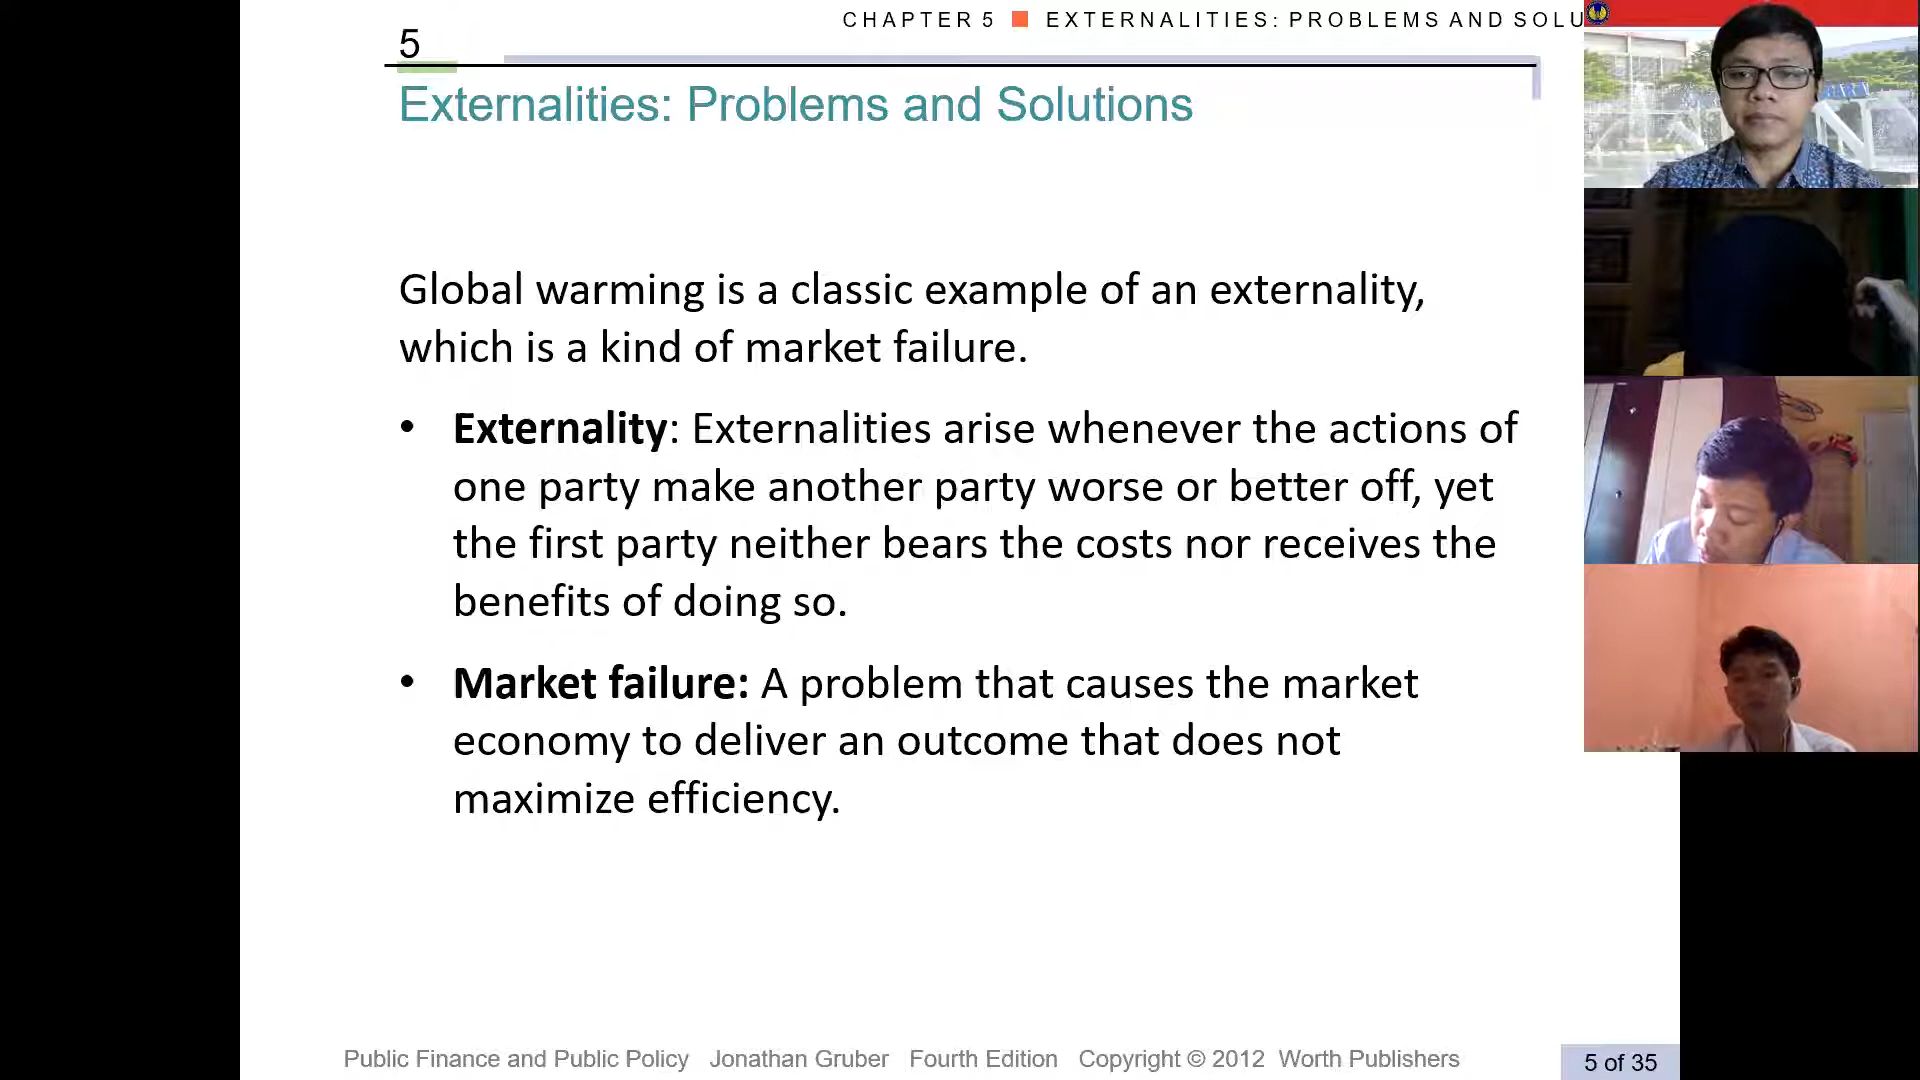 CHAPTER 5 ■ EXTERNALITIES: PROBLEMS AND SOLU
5
Externalities: Problems and Solutions
Global warming is a classic example of an externality,
which is a kind of market failure.
• Externality: Externalities arise whenever the actions of
one party make another party worse or better off, yet
the first party neither bears the costs nor receives the
benefits of doing so.
• Market failure: A problem that causes the market
economy to deliver an outcome that does not
maximize efficiency.
Public Finance and Public Policy Jonathan Gruber Fourth Edition Copyright © 2012 Worth Publishers
5 of 35